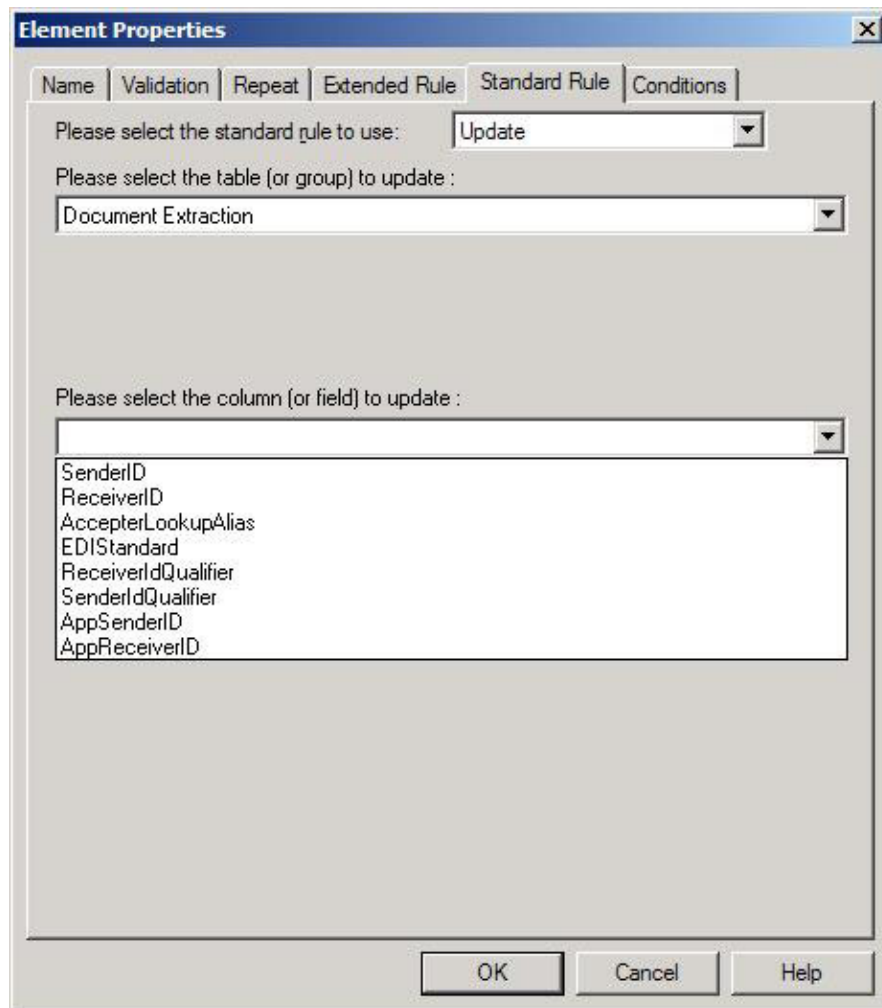 Element Properties
Name Validation Repeat Extended Rule Standard Rule Conditions
Please select the standard rule to use: Update
Please select the table (or group) to update :
Document Extraction
Please select the column (or field) to update :
SenderID
ReceiverID
AccepterLookupAlias
EDIStandard
ReceiverIdQualifier
SenderIdQualifier
AppSenderID
AppReceiverID
OK Cancel Help